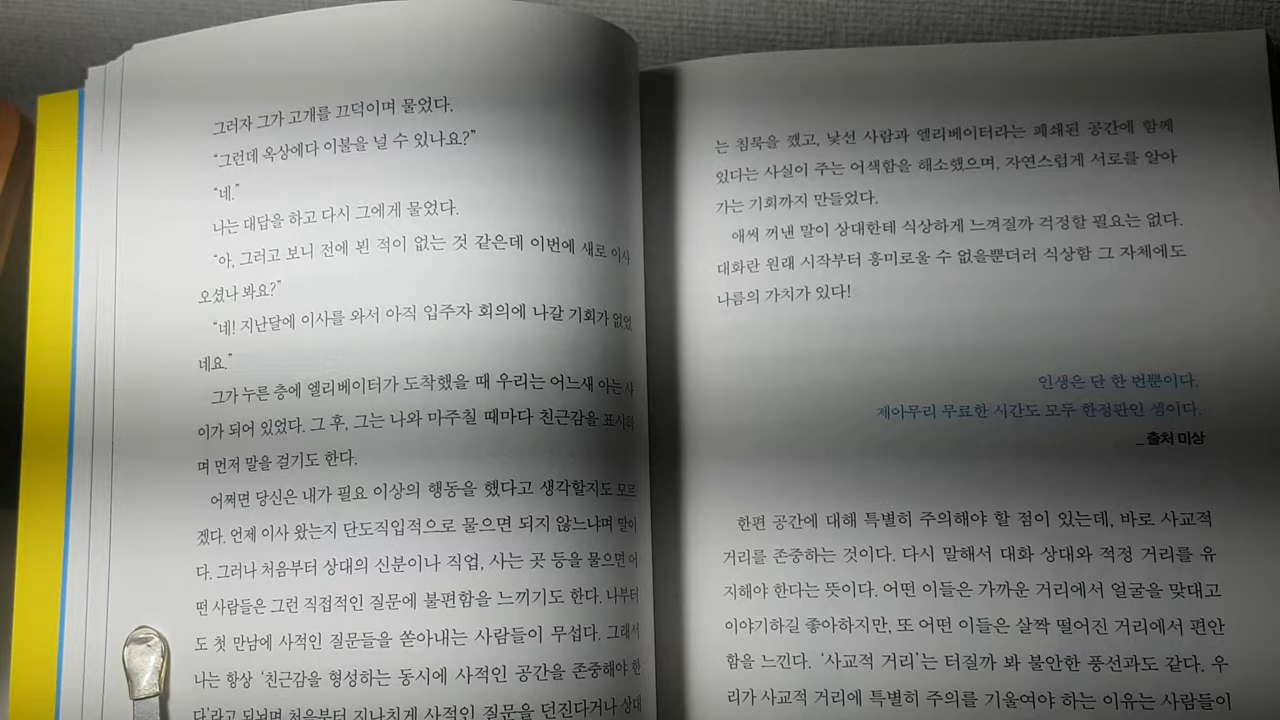 그러자 그가 고개를 끄덕이며 물었다.
“그런데 옥상에다 이불을 널 수 있나요?”
“네.”
나는 대답을 하고 다시 그에게 물었다.
“아, 그러고 보니 전에 뵌 적이 없는 것 같은데 이번에 새로 이사
오셨나 봐요?”
“네! 지난달에 이사를 와서 아직 입주자 회의에 나갈 기회가 없었
네요.”
그가 누른 층에 엘리베이터가 도착했을 때 우리는 어느새 아는 사
이가 되어 있었다. 그 후, 그는 나와 마주칠 때마다 친근감을 표시하
며 먼저 말을 걸기도 한다.
어쩌면 당신은 내가 필요 이상의 행동을 했다고 생각할지도 모르
겠다. 언제 이사 왔는지 단도직입적으로 물으면 되지 않느냐며 말이
다. 그러나 처음부터 상대의 신분이나 직업, 사는 곳 등을 물으면 어
떤 사람들은 그런 직접적인 질문에 불편함을 느끼기도 한다. 나부터
도 첫 만남에 사적인 질문들을 쏟아내는 사람들이 무섭다. 그래서
나는 항상 ‘친근감을 형성하는 동시에 사적인 공간을 존중해야 한
다’라고 되뇌며 처음부터 지나치게 사적인 질문을 던진다거나 상대
는 침묵을 깼고, 낯선 사람과 엘리베이터라는 폐쇄된 공간에 함께
있다는 사실이 주는 어색함을 해소했으며, 자연스럽게 서로를 알아
가는 기회까지 만들었다.
애써 꺼낸 말이 상대한테 식상하게 느껴질까 걱정할 필요는 없다.
대화란 원래 시작부터 흥미로울 수 없을뿐더러 식상함 그 자체에도
나름의 가치가 있다!
인생은 단 한 번뿐이다.
제아무리 무료한 시간도 모두 한정판인 셈이다.
_ 출처 미상
한편 공간에 대해 특별히 주의해야 할 점이 있는데, 바로 사교적
거리를 존중하는 것이다. 다시 말해서 대화 상대와 적정 거리를 유
지해야 한다는 뜻이다. 어떤 이들은 가까운 거리에서 얼굴을 맞대고
이야기하길 좋아하지만, 또 어떤 이들은 살짝 떨어진 거리에서 편안
함을 느낀다. ‘사교적 거리’는 터질까 봐 불안한 풍선과도 같다. 우
리가 사교적 거리에 특별히 주의를 기울여야 하는 이유는 사람들이